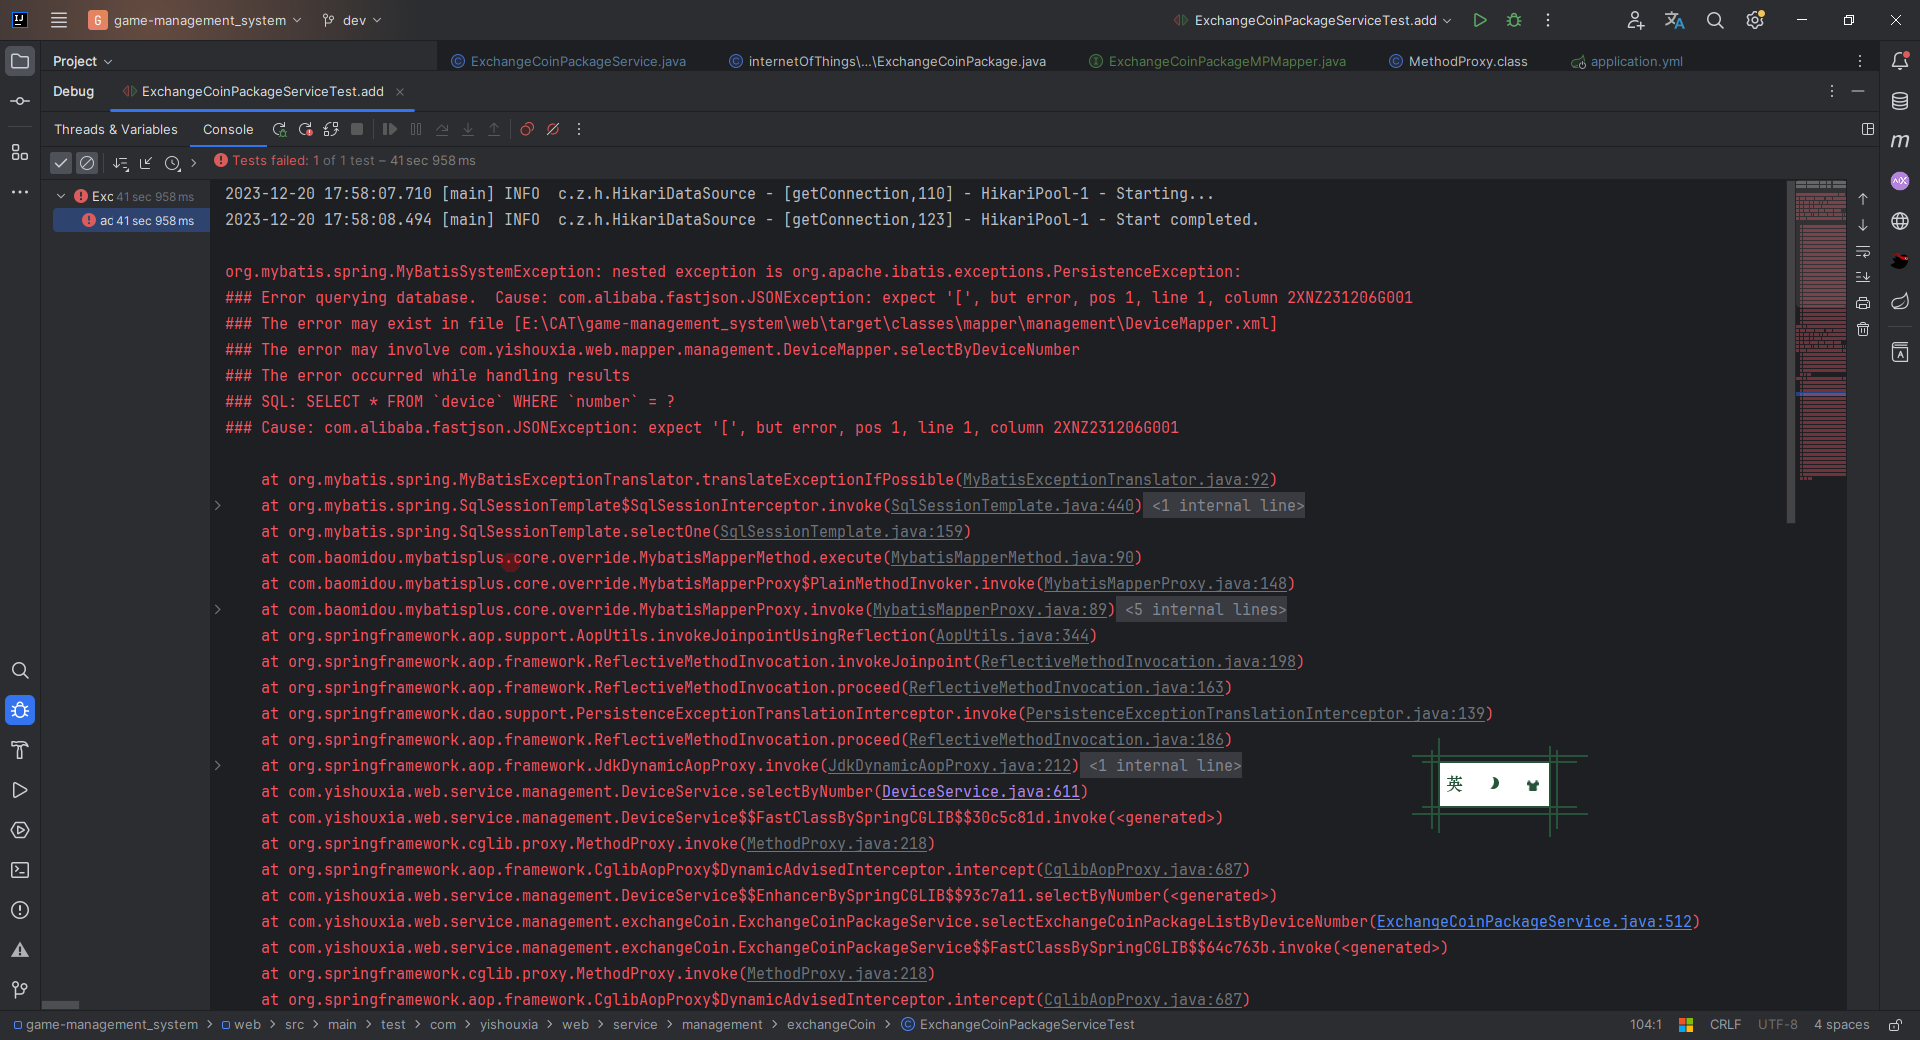 G game-management_system dev ExchangeCoinPackageServiceTest.add
Project ExchangeCoinPackageService.java internetOfThings\...\ExchangeCoinPackage.java ExchangeCoinPackageMPMapper.java MethodProxy.class application.yml
Debug ExchangeCoinPackageServiceTest.add
Threads & Variables Console
Tests failed: 1 of 1 test – 41 sec 958 ms
Exc 41 sec 958 ms
ac 41 sec 958 ms
2023-12-20 17:58:07.710 [main] INFO  c.z.h.HikariDataSource - [getConnection,110] - HikariPool-1 - Starting...
2023-12-20 17:58:08.494 [main] INFO  c.z.h.HikariDataSource - [getConnection,123] - HikariPool-1 - Start completed.
org.mybatis.spring.MyBatisSystemException: nested exception is org.apache.ibatis.exceptions.PersistenceException:
### Error querying database.  Cause: com.alibaba.fastjson.JSONException: expect '[', but error, pos 1, line 1, column 2XNZ231206G001
### The error may exist in file [E:\CAT\game-management_system\web\target\classes\mapper\management\DeviceMapper.xml]
### The error may involve com.yishouxia.web.mapper.management.DeviceMapper.selectByDeviceNumber
### The error occurred while handling results
### SQL: SELECT * FROM `device` WHERE `number` = ?
### Cause: com.alibaba.fastjson.JSONException: expect '[', but error, pos 1, line 1, column 2XNZ231206G001
at org.mybatis.spring.MyBatisExceptionTranslator.translateExceptionIfPossible(MyBatisExceptionTranslator.java:92)
at org.mybatis.spring.SqlSessionTemplate$SqlSessionInterceptor.invoke(SqlSessionTemplate.java:440) <1 internal line>
at org.mybatis.spring.SqlSessionTemplate.selectOne(SqlSessionTemplate.java:159)
at com.baomidou.mybatisplus.core.override.MybatisMapperMethod.execute(MybatisMapperMethod.java:90)
at com.baomidou.mybatisplus.core.override.MybatisMapperProxy$PlainMethodInvoker.invoke(MybatisMapperProxy.java:148)
at com.baomidou.mybatisplus.core.override.MybatisMapperProxy.invoke(MybatisMapperProxy.java:89) <5 internal lines>
at org.springframework.aop.support.AopUtils.invokeJoinpointUsingReflection(AopUtils.java:344)
at org.springframework.aop.framework.ReflectiveMethodInvocation.invokeJoinpoint(ReflectiveMethodInvocation.java:198)
at org.springframework.aop.framework.ReflectiveMethodInvocation.proceed(ReflectiveMethodInvocation.java:163)
at org.springframework.dao.support.PersistenceExceptionTranslationInterceptor.invoke(PersistenceExceptionTranslationInterceptor.java:139)
at org.springframework.aop.framework.ReflectiveMethodInvocation.proceed(ReflectiveMethodInvocation.java:186)
at org.springframework.aop.framework.JdkDynamicAopProxy.invoke(JdkDynamicAopProxy.java:212) <1 internal line>
at com.yishouxia.web.service.management.DeviceService.selectByNumber(DeviceService.java:611)
at com.yishouxia.web.service.management.DeviceService$$FastClassBySpringCGLIB$$30c5c81d.invoke(<generated>)
at org.springframework.cglib.proxy.MethodProxy.invoke(MethodProxy.java:218)
at org.springframework.aop.framework.CglibAopProxy$DynamicAdvisedInterceptor.intercept(CglibAopProxy.java:687)
at com.yishouxia.web.service.management.DeviceService$$EnhancerBySpringCGLIB$$93c7a11.selectByNumber(<generated>)
at com.yishouxia.web.service.management.exchangeCoin.ExchangeCoinPackageService.selectExchangeCoinPackageListByDeviceNumber(ExchangeCoinPackageService.java:512)
at com.yishouxia.web.service.management.exchangeCoin.ExchangeCoinPackageService$$FastClassBySpringCGLIB$$64c763b.invoke(<generated>)
at org.springframework.cglib.proxy.MethodProxy.invoke(MethodProxy.java:218)
at org.springframework.aop.framework.CglibAopProxy$DynamicAdvisedInterceptor.intercept(CglibAopProxy.java:687)
英
game-management_system > web > src > main > test > com > yishouxia > web > service > management > exchangeCoin > ExchangeCoinPackageServiceTest 104:1 CRLF UTF-8 4 spaces